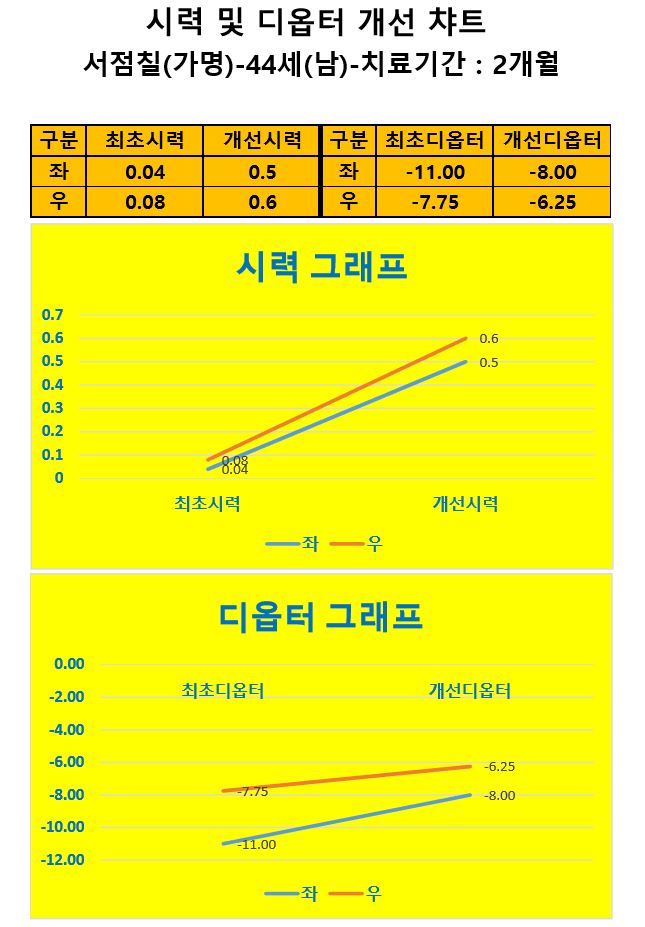 시력 및 디옵터 개선 챠트
서점칠(가명)-44세(남)-치료기간 : 2개월
구분 최초시력 개선시력 구분 최초디옵터 개선디옵터
좌 0.04 0.5 좌 -11.00 -8.00
우 0.08 0.6 우 -7.75 -6.25
시력 그래프
0.7
0.6 0.6
0.5 0.5
0.4
0.3
0.2
0.1 0.08
0 0.04
최초시력 개선시력
좌 우
디옵터 그래프
0.00
최초디옵터 개선디옵터
-2.00
-4.00
-6.00 -6.25
-8.00 -7.75 -8.00
-10.00 -11.00
-12.00
좌 우